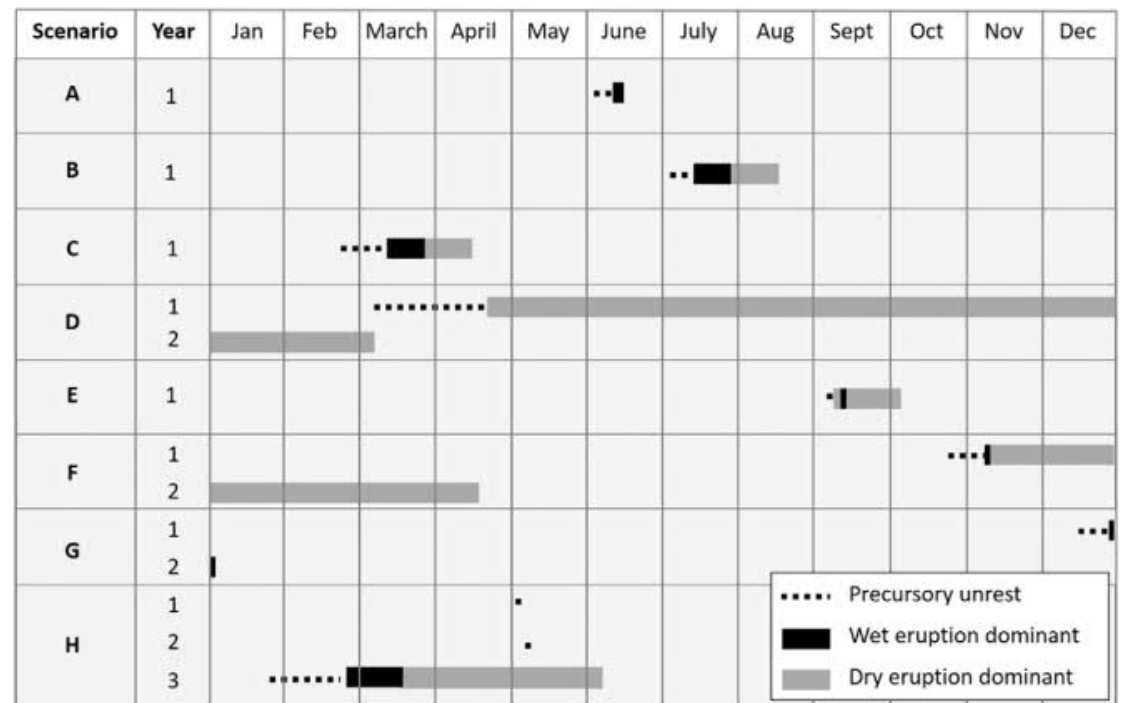 Scenario Year Jan Feb March April May June July Aug Sept Oct Nov Dec
A 1
B 1
C 1
D
1
2
E 1
F
1
2
G
1
2
H
1
2
3
Precursory unrest
Wet eruption dominant
Dry eruption dominant